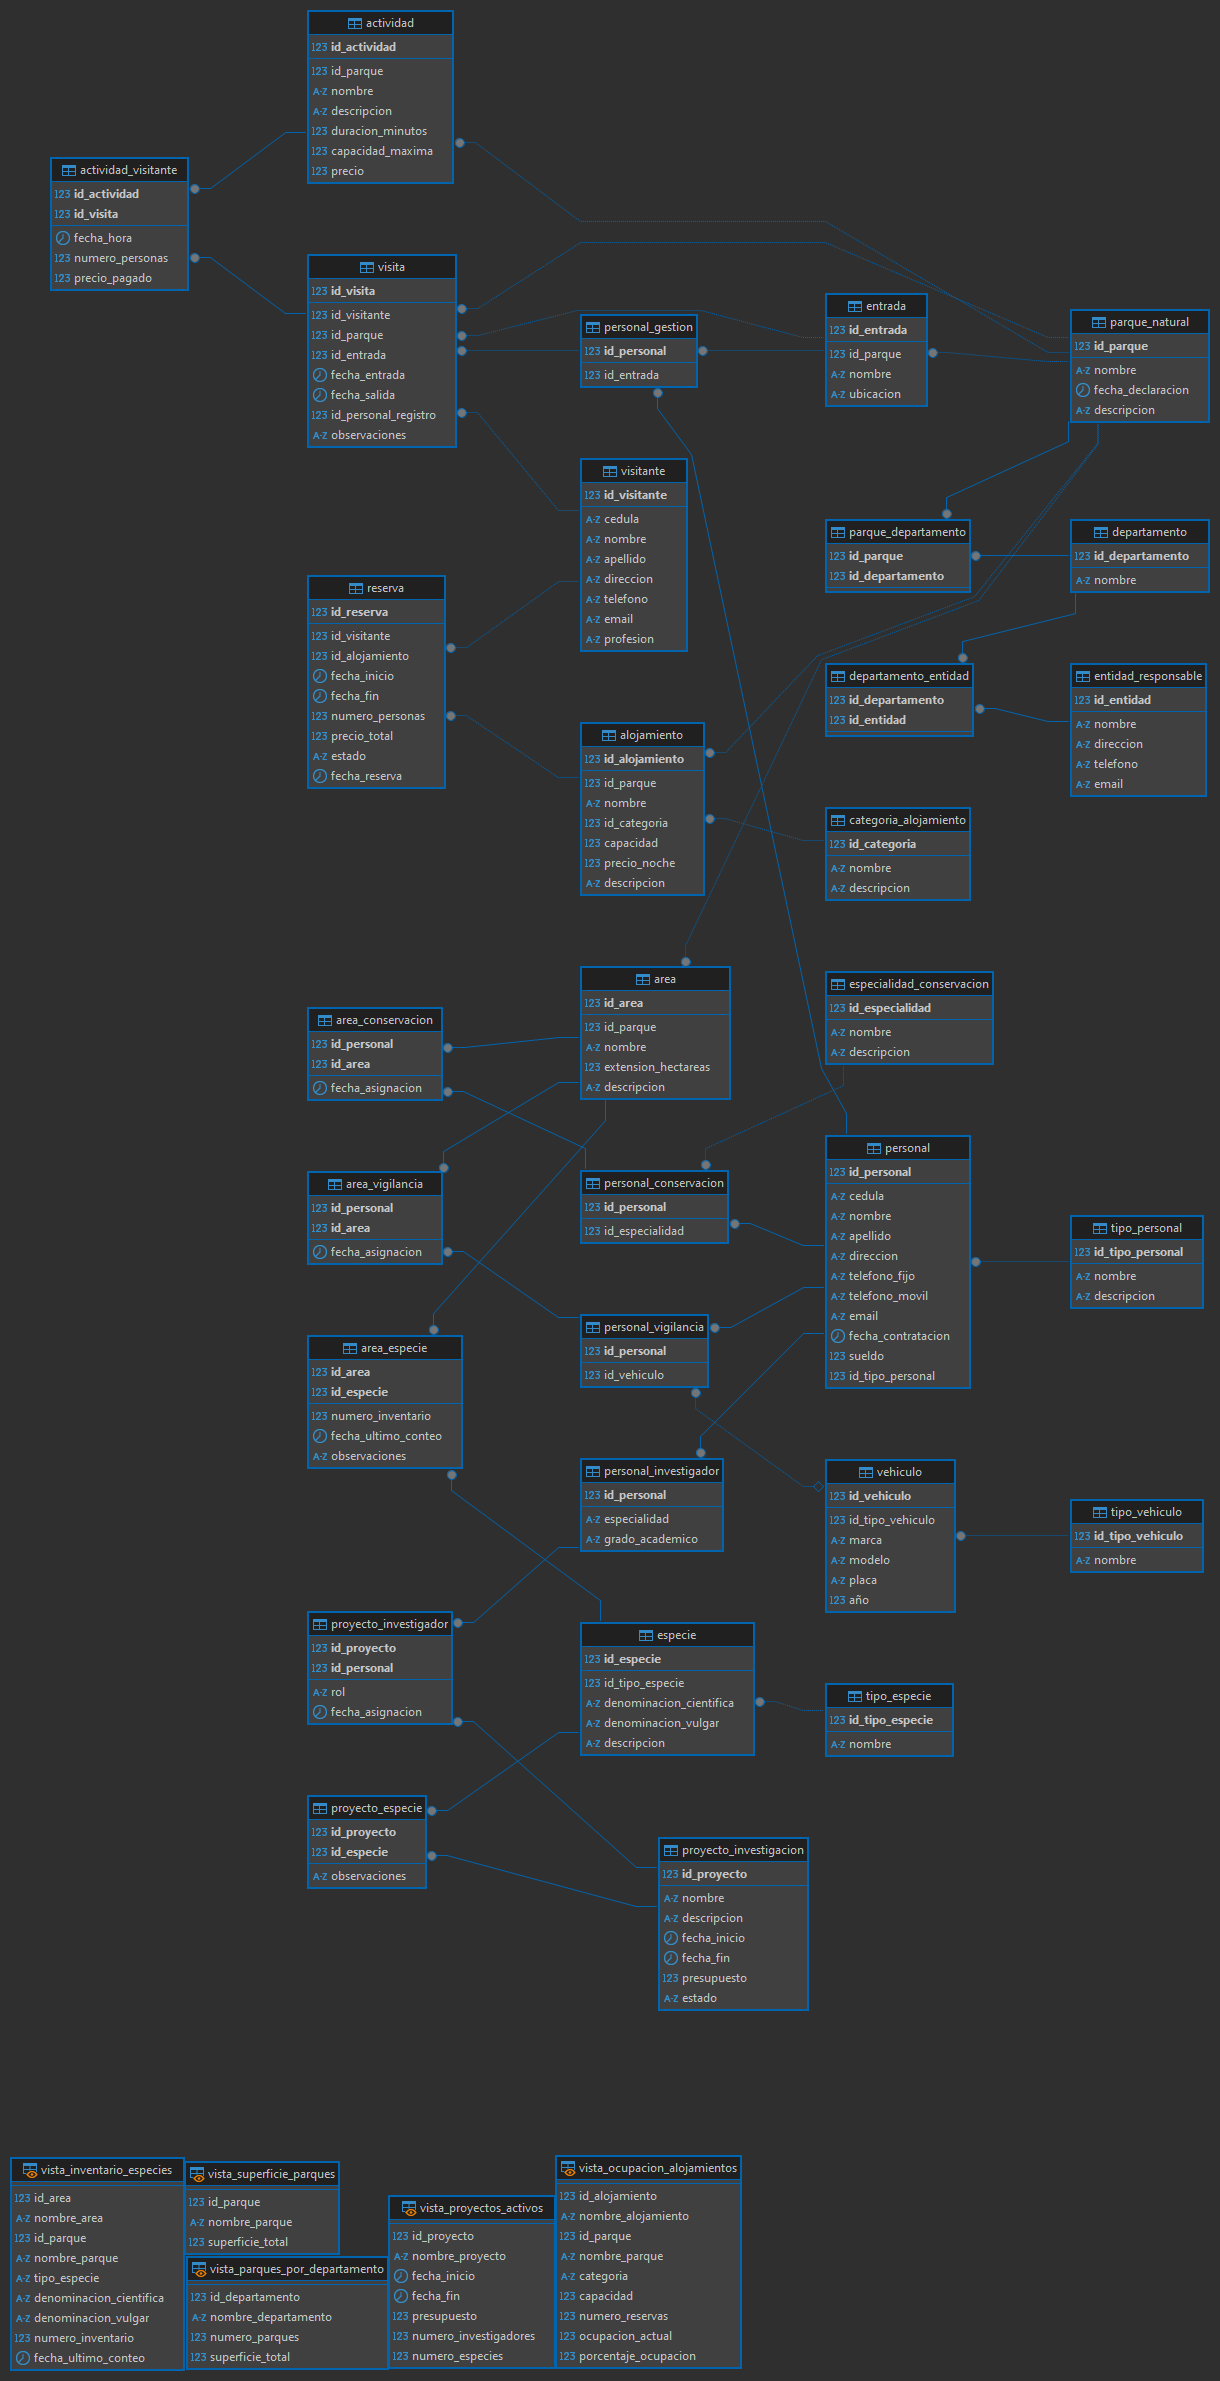 actividad
123 id_actividad
123 id_parque
A-Z nombre
A-Z descripcion
123 duracion_minutos
123 capacidad_maxima
123 precio
actividad_visitante
123 id_actividad
123 id_visita
fecha_hora
123 numero_personas
123 precio_pagado
visita
123 id_visita
123 id_visitante
123 id_parque
123 id_entrada
fecha_entrada
fecha_salida
123 id_personal_registro
A-Z observaciones
personal_gestion
123 id_personal
123 id_entrada
entrada
123 id_entrada
123 id_parque
A-Z nombre
A-Z ubicacion
parque_natural
123 id_parque
A-Z nombre
fecha_declaracion
A-Z descripcion
visitante
123 id_visitante
A-Z cedula
A-Z nombre
A-Z apellido
A-Z direccion
A-Z telefono
A-Z email
A-Z profesion
parque_departamento
123 id_parque
123 id_departamento
departamento
123 id_departamento
A-Z nombre
reserva
123 id_reserva
123 id_visitante
123 id_alojamiento
fecha_inicio
fecha_fin
123 numero_personas
123 precio_total
A-Z estado
fecha_reserva
departamento_entidad
123 id_departamento
123 id_entidad
entidad_responsable
123 id_entidad
A-Z nombre
A-Z direccion
A-Z telefono
A-Z email
alojamiento
123 id_alojamiento
123 id_parque
A-Z nombre
123 id_categoria
123 capacidad
123 precio_noche
A-Z descripcion
categoria_alojamiento
123 id_categoria
A-Z nombre
A-Z descripcion
area
123 id_area
123 id_parque
A-Z nombre
123 extension_hectareas
A-Z descripcion
especialidad_conservacion
123 id_especialidad
A-Z nombre
A-Z descripcion
area_conservacion
123 id_personal
123 id_area
fecha_asignacion
area_vigilancia
123 id_personal
123 id_area
fecha_asignacion
personal_conservacion
123 id_personal
123 id_especialidad
personal
123 id_personal
A-Z cedula
A-Z nombre
A-Z apellido
A-Z direccion
A-Z telefono_fijo
A-Z telefono_movil
A-Z email
fecha_contratacion
123 sueldo
123 id_tipo_personal
tipo_personal
123 id_tipo_personal
A-Z nombre
A-Z descripcion
personal_vigilancia
123 id_personal
123 id_vehiculo
area_especie
123 id_area
123 id_especie
123 numero_inventario
fecha_ultimo_conteo
A-Z observaciones
personal_investigador
123 id_personal
A-Z especialidad
A-Z grado_academico
vehiculo
123 id_vehiculo
123 id_tipo_vehiculo
A-Z marca
A-Z modelo
A-Z placa
123 año
tipo_vehiculo
123 id_tipo_vehiculo
A-Z nombre
proyecto_investigador
123 id_proyecto
123 id_personal
A-Z rol
fecha_asignacion
especie
123 id_especie
123 id_tipo_especie
A-Z denominacion_cientifica
A-Z denominacion_vulgar
A-Z descripcion
tipo_especie
123 id_tipo_especie
A-Z nombre
proyecto_especie
123 id_proyecto
123 id_especie
A-Z observaciones
proyecto_investigacion
123 id_proyecto
A-Z nombre
A-Z descripcion
fecha_inicio
fecha_fin
123 presupuesto
A-Z estado
vista_inventario_especies
123 id_area
A-Z nombre_area
123 id_parque
A-Z nombre_parque
A-Z tipo_especie
A-Z denominacion_cientifica
A-Z denominacion_vulgar
123 numero_inventario
fecha_ultimo_conteo
vista_superficie_parques
123 id_parque
A-Z nombre_parque
123 superficie_total
vista_parques_por_departamento
123 id_departamento
A-Z nombre_departamento
123 numero_parques
123 superficie_total
vista_proyectos_activos
123 id_proyecto
A-Z nombre_proyecto
fecha_inicio
fecha_fin
123 presupuesto
123 numero_investigadores
123 numero_especies
vista_ocupacion_alojamientos
123 id_alojamiento
A-Z nombre_alojamiento
123 id_parque
A-Z nombre_parque
A-Z categoria
123 capacidad
123 numero_reservas
123 ocupacion_actual
123 porcentaje_ocupacion